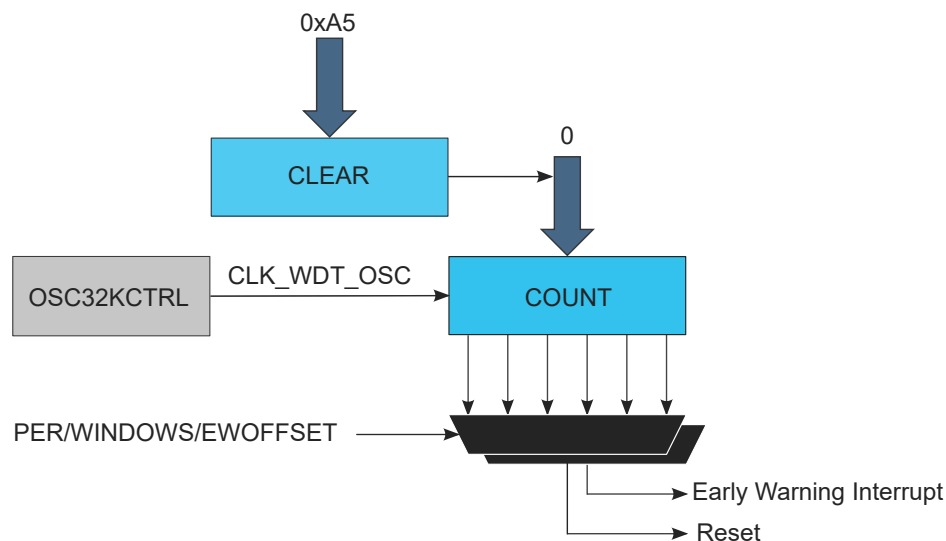 0xA5
0
CLEAR
CLK_WDT_OSC
OSC32KCTRL
COUNT
PER/WINDOWS/EWOFFSET
Early Warning Interrupt
Reset